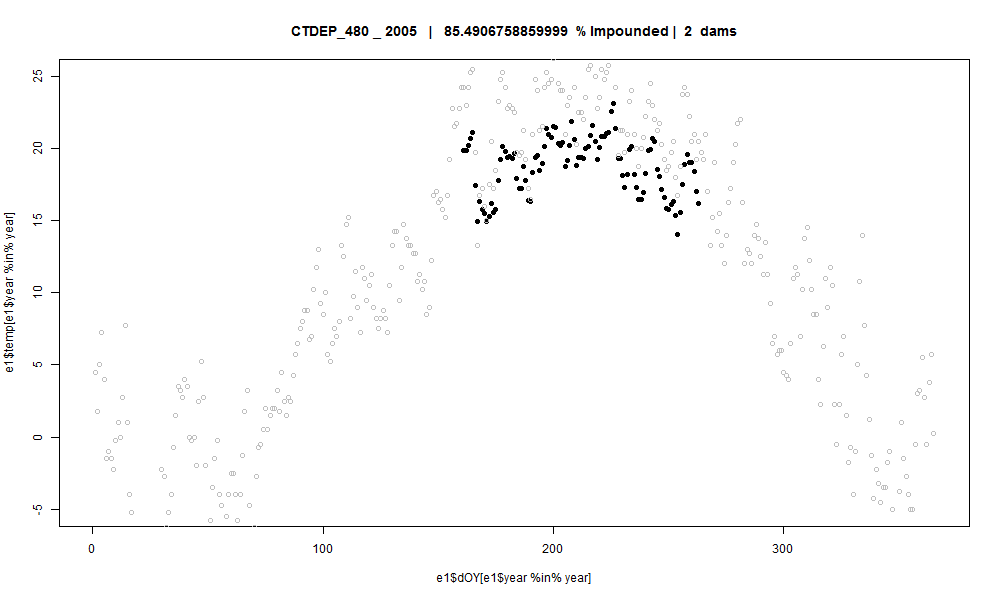 CTDEP_480 _ 2005 | 85.4906758859999 % Impounded | 2 dams
e1$temp[e1$year %in% year]
25
20
15
10
5
0
-5
0 100 200 300
e1$dOY[e1$year %in% year]